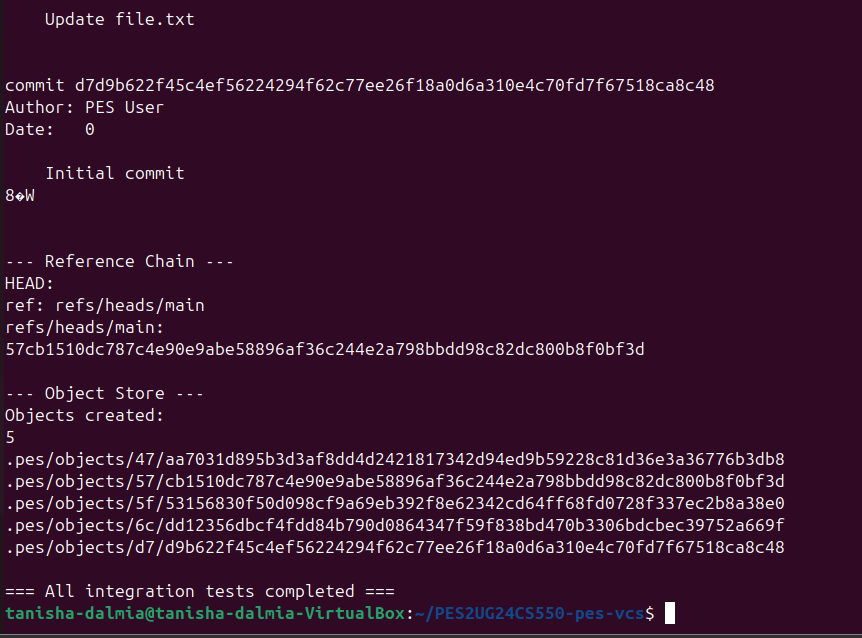 Update file.txt
commit d7d9b622f45c4ef56224294f62c77ee26f18a0d6a310e4c70fd7f67518ca8c48
Author: PES User
Date:   0
Initial commit
8�W
--- Reference Chain ---
HEAD:
ref: refs/heads/main
refs/heads/main:
57cb1510dc787c4e90e9abe58896af36c244e2a798bbdd98c82dc800b8f0bf3d
--- Object Store ---
Objects created:
5
.pes/objects/47/aa7031d895b3d3af8dd4d2421817342d94ed9b59228c81d36e3a36776b3db8
.pes/objects/57/cb1510dc787c4e90e9abe58896af36c244e2a798bbdd98c82dc800b8f0bf3d
.pes/objects/5f/53156830f50d098cf9a69eb392f8e62342cd64ff68fd0728f337ec2b8a38e0
.pes/objects/6c/dd12356dbcf4fdd84b790d0864347f59f838bd470b3306bdcbec39752a669f
.pes/objects/d7/d9b622f45c4ef56224294f62c77ee26f18a0d6a310e4c70fd7f67518ca8c48
=== All integration tests completed ===
tanisha-dalmia@tanisha-dalmia-VirtualBox:~/PES2UG24CS550-pes-vcs$